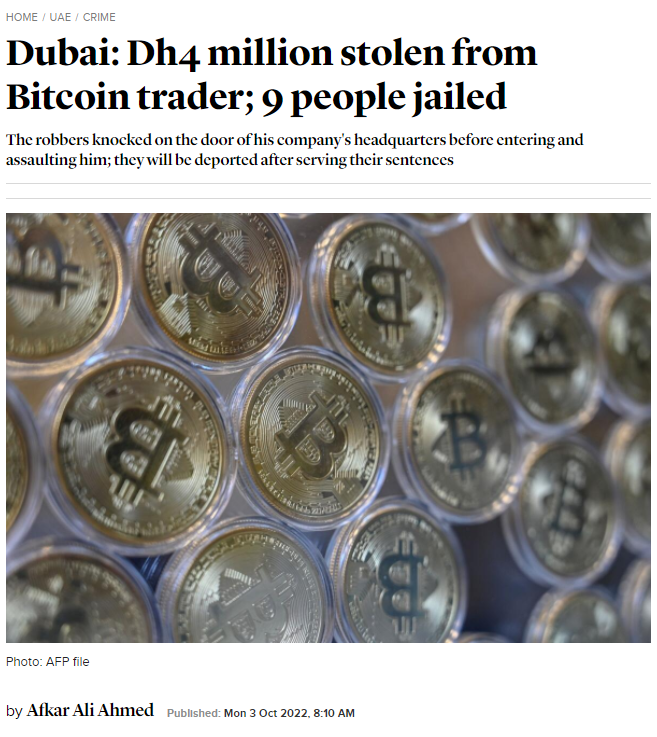 HOME / UAE / CRIME
Dubai: Dh4 million stolen from
Bitcoin trader; 9 people jailed
The robbers knocked on the door of his company's headquarters before entering and
assaulting him; they will be deported after serving their sentences
Photo: AFP file
by Afkar Ali Ahmed Published: Mon 3 Oct 2022, 8:10 AM